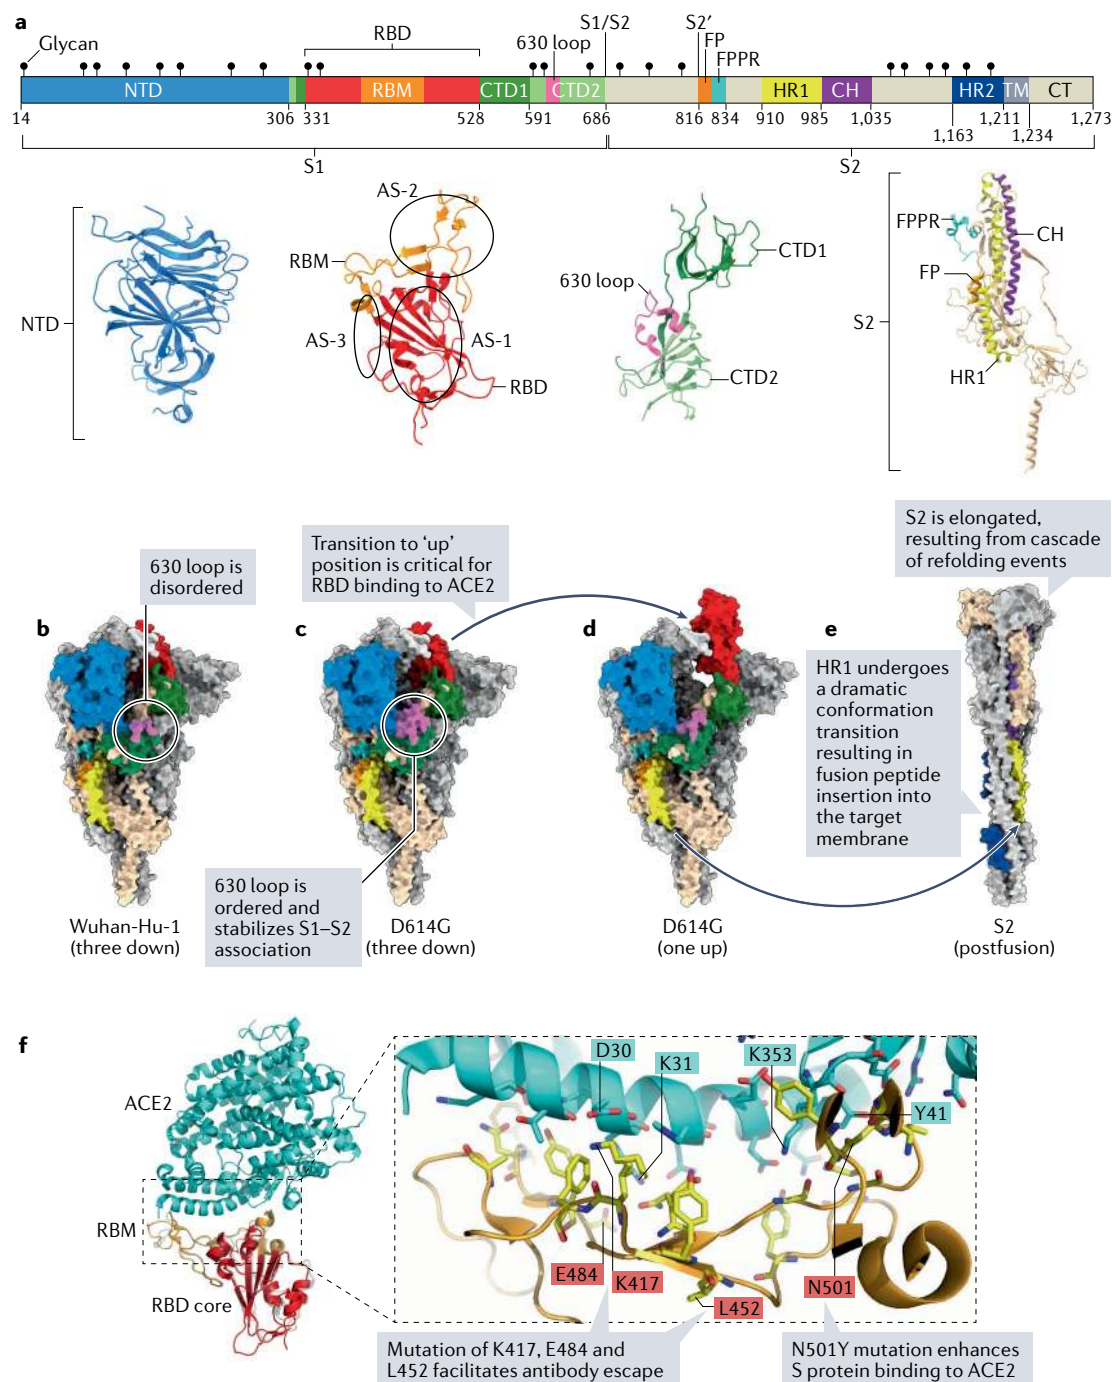 a
Glycan
RBD
S1/S2
S2′
630 loop
FP
FPPR
NTD
RBM
CTD1
CTD2
HR1
CH
HR2
TM
CT
14
306
331
528
591
686
816
834
910
985
1,035
1,163
1,211
1,234
1,273
S1
S2
NTD
AS-2
RBM
AS-3
AS-1
RBD
630 loop
CTD1
CTD2
S2
FPPR
FP
CH
HR1
630 loop is
disordered
Transition to ‘up’
position is critical for
RBD binding to ACE2
S2 is elongated,
resulting from cascade
of refolding events
b
c
d
e
HR1 undergoes
a dramatic
conformation
transition
resulting in
fusion peptide
insertion into
the target
membrane
630 loop is
ordered and
stabilizes S1–S2
association
Wuhan-Hu-1
(three down)
D614G
(three down)
D614G
(one up)
S2
(postfusion)
f
ACE2
RBM
RBD core
D30
K31
K353
Y41
E484
K417
L452
N501
Mutation of K417, E484 and
L452 facilitates antibody escape
N501Y mutation enhances
S protein binding to ACE2